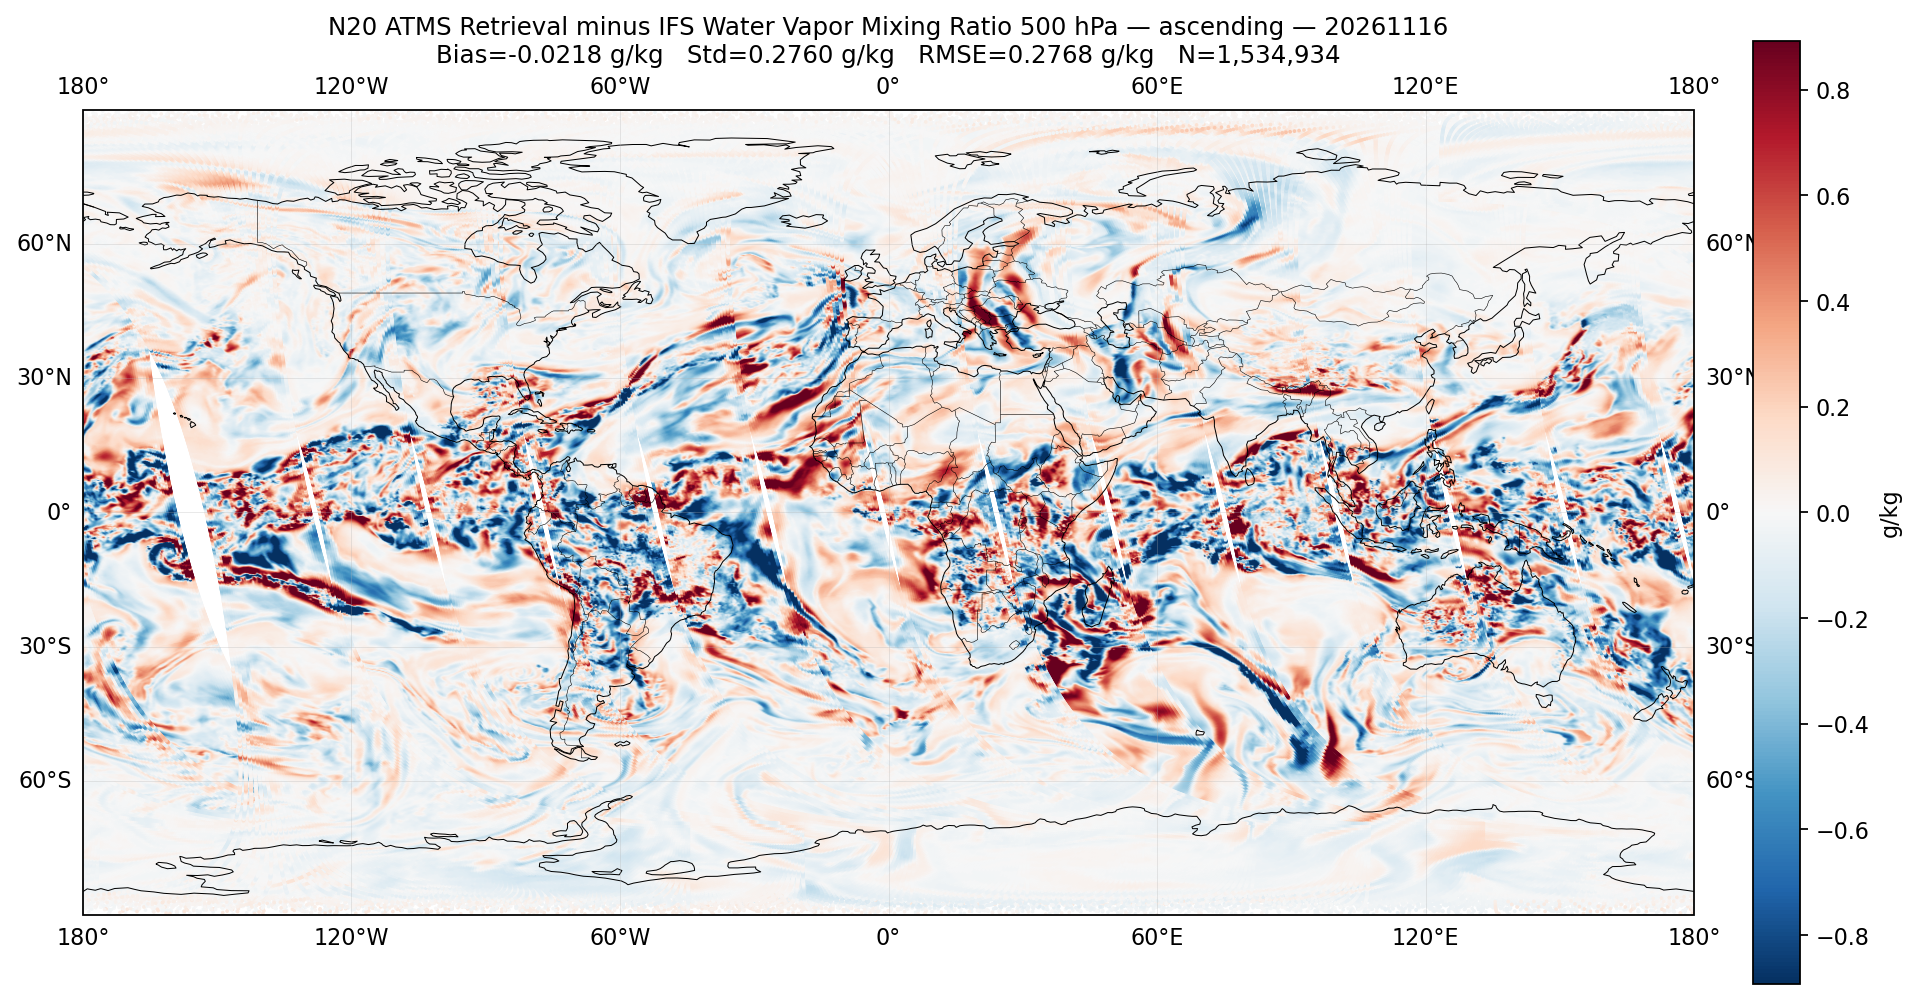 N20 ATMS Retrieval minus IFS Water Vapor Mixing Ratio 500 hPa — ascending — 20261116
Bias=-0.0218 g/kg   Std=0.2760 g/kg   RMSE=0.2768 g/kg   N=1,534,934
180° 120°W 60°W 0° 60°E 120°E 180°
60°N 60°N
30°N 30°N
0° 0°
30°S 30°S
60°S 60°S
180° 120°W 60°W 0° 60°E 120°E 180°
0.8
0.6
0.4
0.2
0.0
−0.2
−0.4
−0.6
−0.8
g/kg